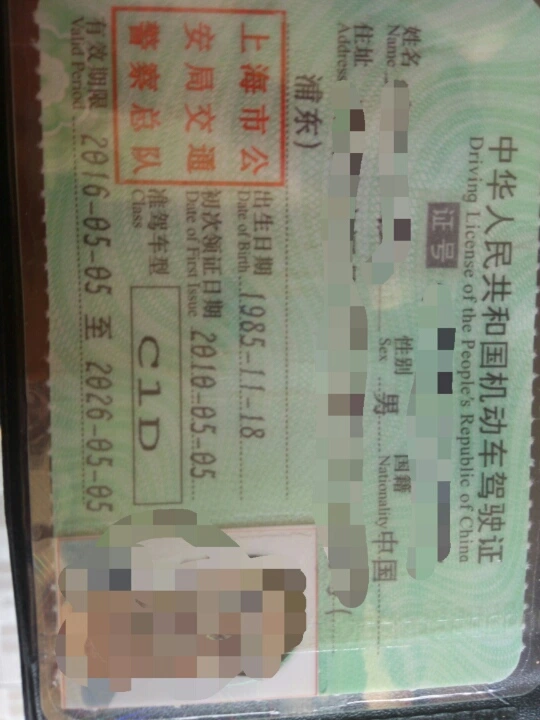 中华人民共和国机动车驾驶证
Driving License of the People's Republic of China
证号
姓名
Name
性别
Sex
男
国籍
Nationality
中国
住址
Address
浦东)
出生日期
Date of Birth
1985-11-18
初次领证日期
Date of First Issue
2010-05-05
准驾车型
Class
C1D
上海市公
安局交通
警察总队
有效期限
Valid Period
2016-05-05 至 2026-05-05